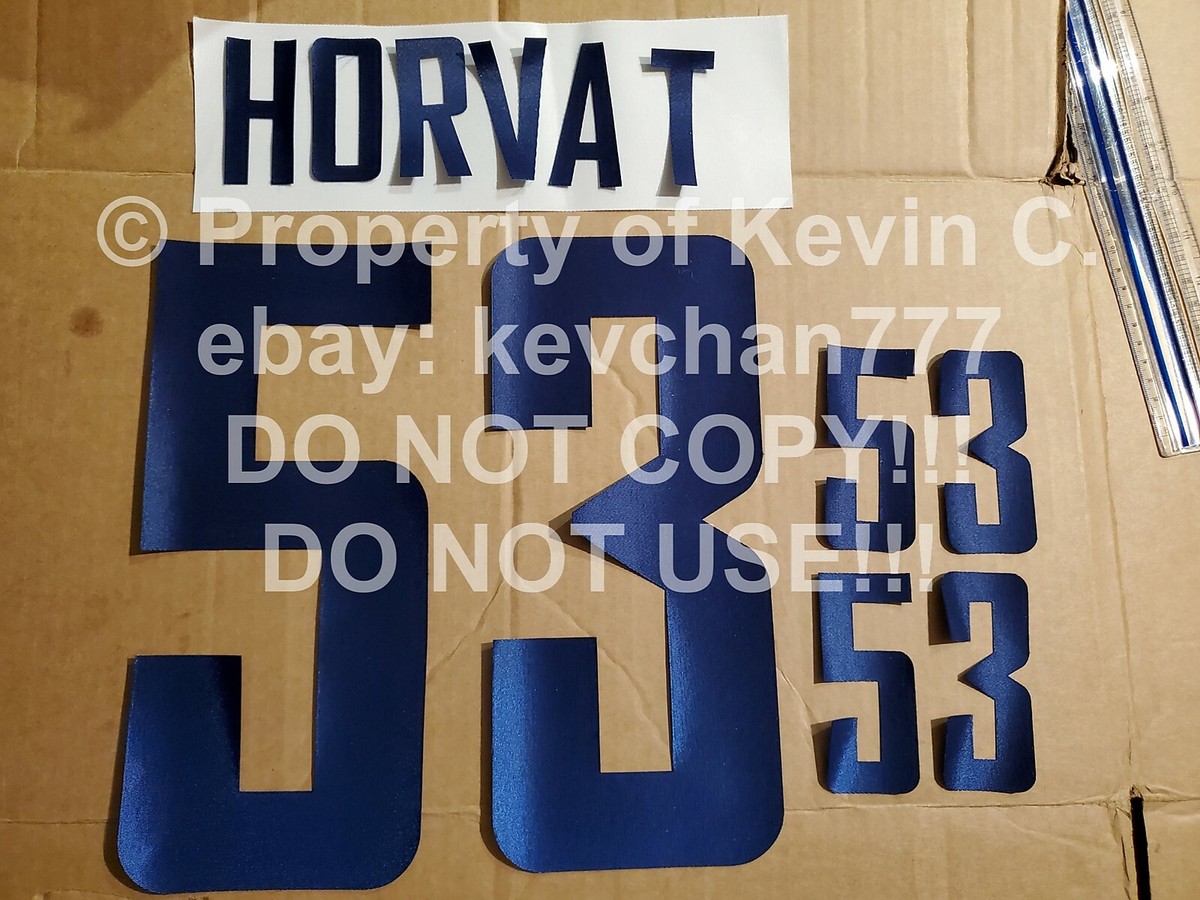 HORVAT
© Property of Kevin C.
ebay: kevchan777
DO NOT COPY!!!
DO NOT USE!!!
53
53
53